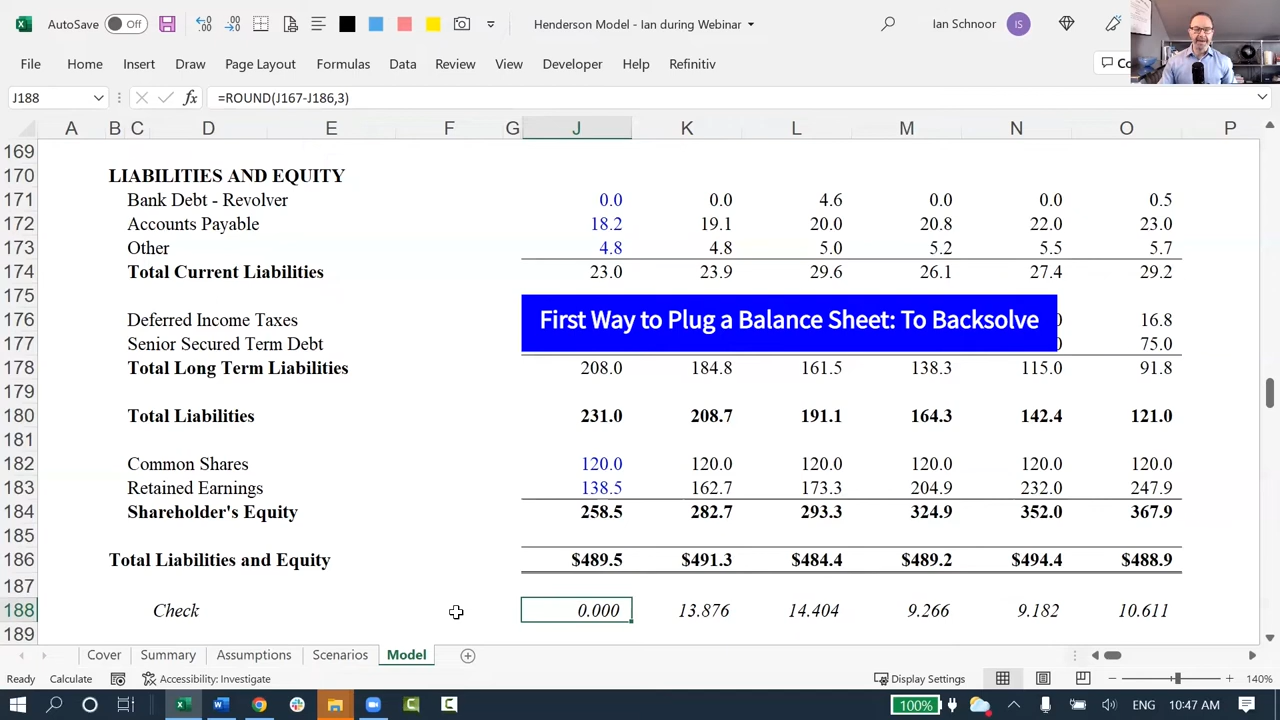 AutoSave Off Henderson Model - Ian during Webinar Ian Schnoor IS
File Home Insert Draw Page Layout Formulas Data Review View Developer Help Refinitiv
J188 =ROUND(J167-J186,3)
A B C D E F G J K L M N O P
169
170 LIABILITIES AND EQUITY
171 Bank Debt - Revolver 0.0 0.0 4.6 0.0 0.0 0.5
172 Accounts Payable 18.2 19.1 20.0 20.8 22.0 23.0
173 Other 4.8 4.8 5.0 5.2 5.5 5.7
174 Total Current Liabilities 23.0 23.9 29.6 26.1 27.4 29.2
175
First Way to Plug a Balance Sheet: To Backsolve
176 Deferred Income Taxes 16.8
177 Senior Secured Term Debt 75.0
178 Total Long Term Liabilities 208.0 184.8 161.5 138.3 115.0 91.8
179
180 Total Liabilities 231.0 208.7 191.1 164.3 142.4 121.0
181
182 Common Shares 120.0 120.0 120.0 120.0 120.0 120.0
183 Retained Earnings 138.5 162.7 173.3 204.9 232.0 247.9
184 Shareholder's Equity 258.5 282.7 293.3 324.9 352.0 367.9
185
186 Total Liabilities and Equity $489.5 $491.3 $484.4 $489.2 $494.4 $488.9
187
188 Check 0.000 13.876 14.404 9.266 9.182 10.611
189
Cover Summary Assumptions Scenarios Model
Ready Calculate Accessibility: Investigate Display Settings 140%
100% 10:47 AM